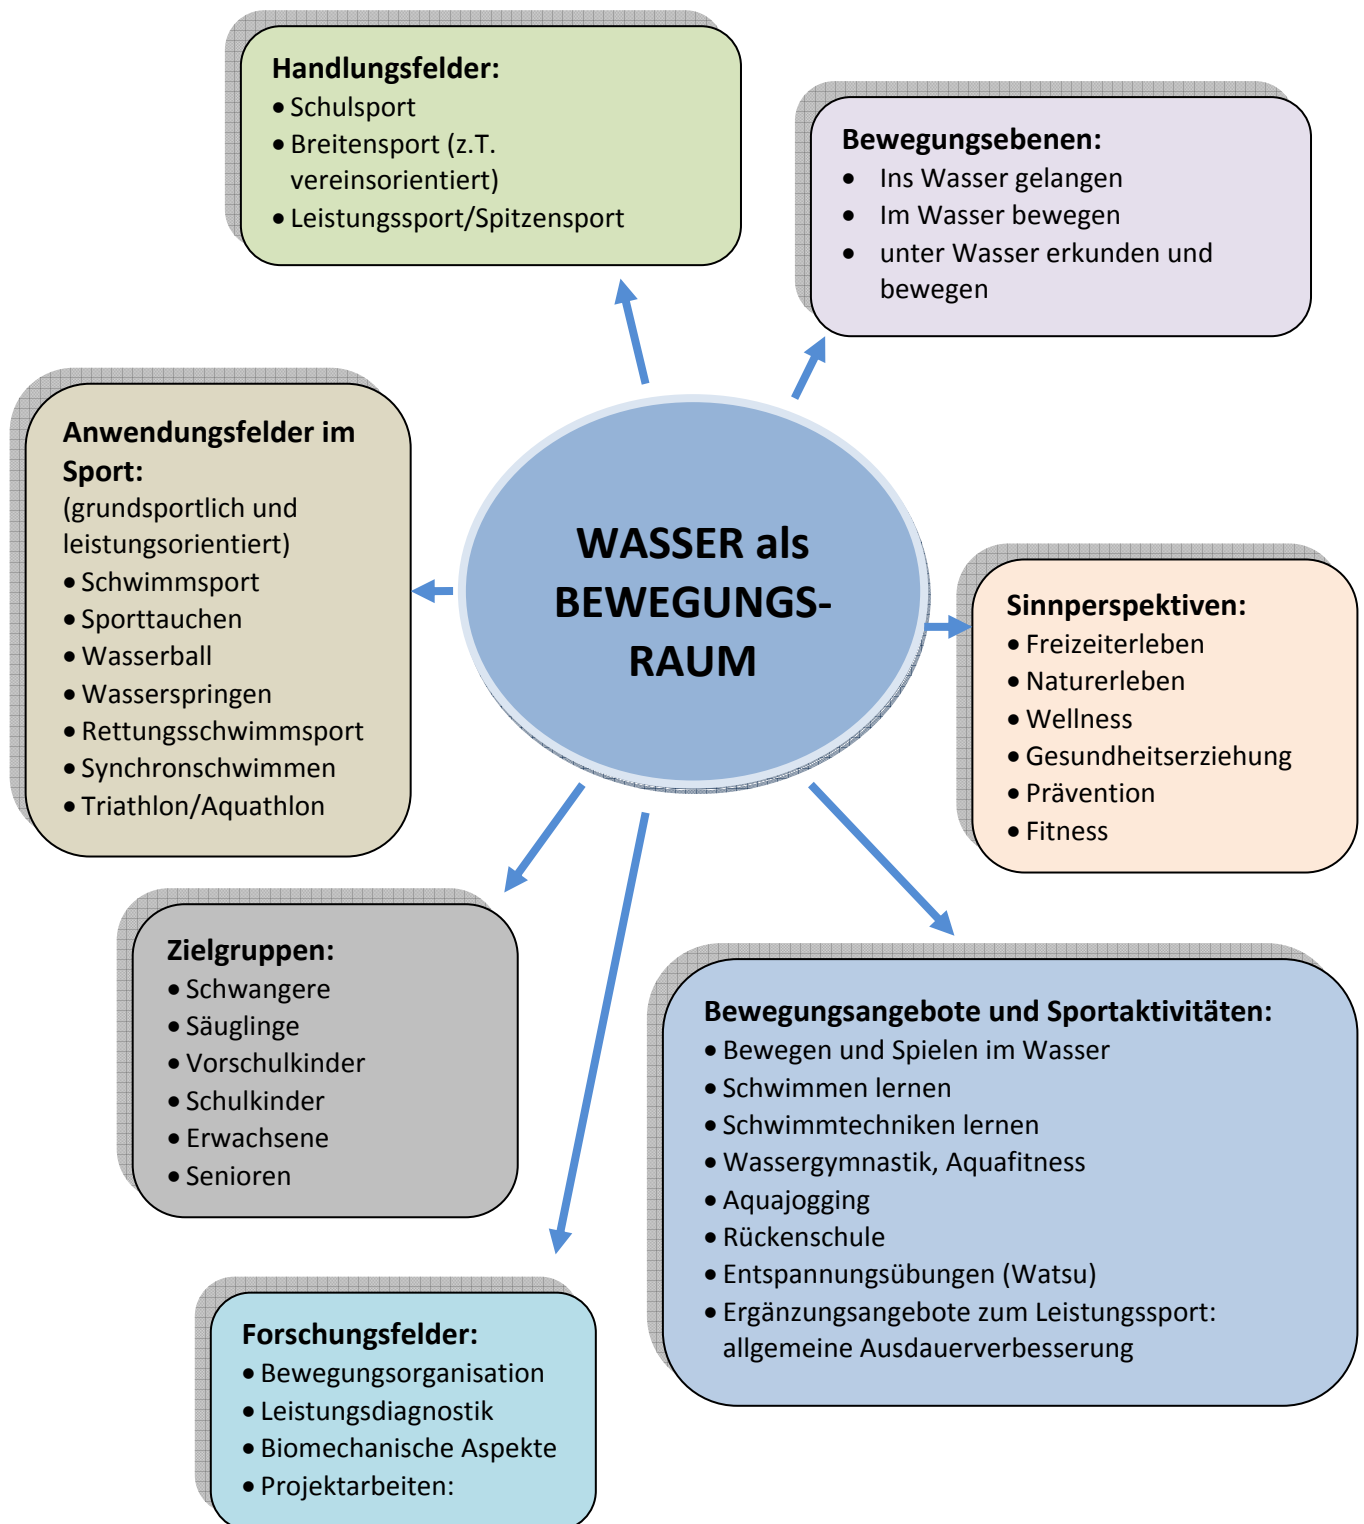 Handlungsfelder:
• Schulsport
• Breitensport (z.T.
vereinsorientiert)
• Leistungssport/Spitzensport
Bewegungsebenen:
• Ins Wasser gelangen
• Im Wasser bewegen
• unter Wasser erkunden und
bewegen
Anwendungsfelder im
Sport:
(grundsportlich und
leistungsorientiert)
• Schwimmsport
• Sporttauchen
• Wasserball
• Wasserspringen
• Rettungsschwimmsport
• Synchronschwimmen
• Triathlon/Aquathlon
WASSER als
BEWEGUNGS-
RAUM
Sinnperspektiven:
• Freizeiterleben
• Naturerleben
• Wellness
• Gesundheitserziehung
• Prävention
• Fitness
Zielgruppen:
• Schwangere
• Säuglinge
• Vorschulkinder
• Schulkinder
• Erwachsene
• Senioren
Bewegungsangebote und Sportaktivitäten:
• Bewegen und Spielen im Wasser
• Schwimmen lernen
• Schwimmtechniken lernen
• Wassergymnastik, Aquafitness
• Aquajogging
• Rückenschule
• Entspannungsübungen (Watsu)
• Ergänzungsangebote zum Leistungssport:
allgemeine Ausdauerverbesserung
Forschungsfelder:
• Bewegungsorganisation
• Leistungsdiagnostik
• Biomechanische Aspekte
• Projektarbeiten: